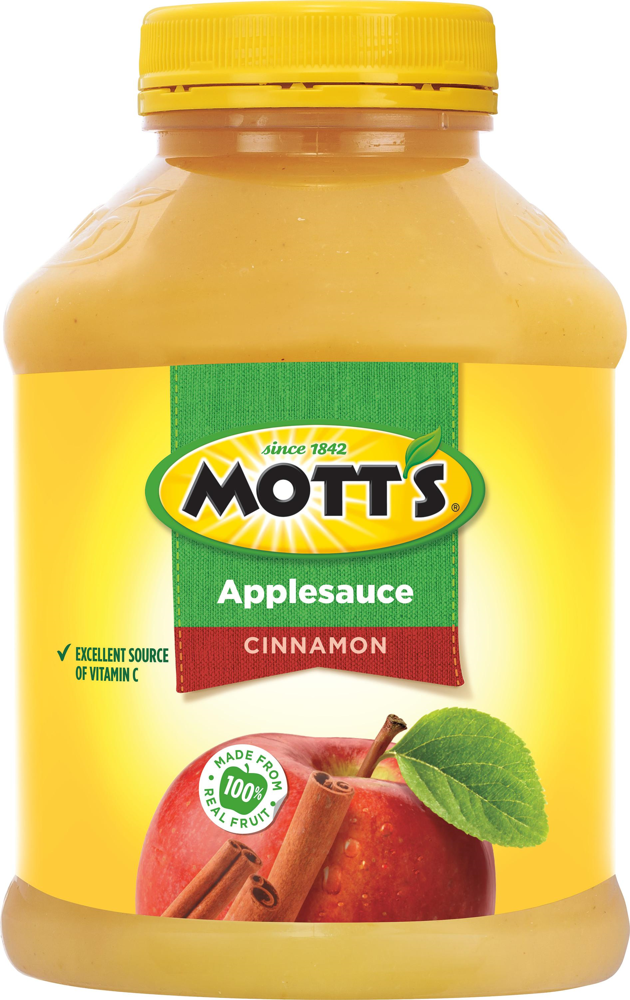 since 1842
MOTT'S®
Applesauce
CINNAMON
✓ EXCELLENT SOURCE
OF VITAMIN C
MADE FROM
100%
REAL FRUIT